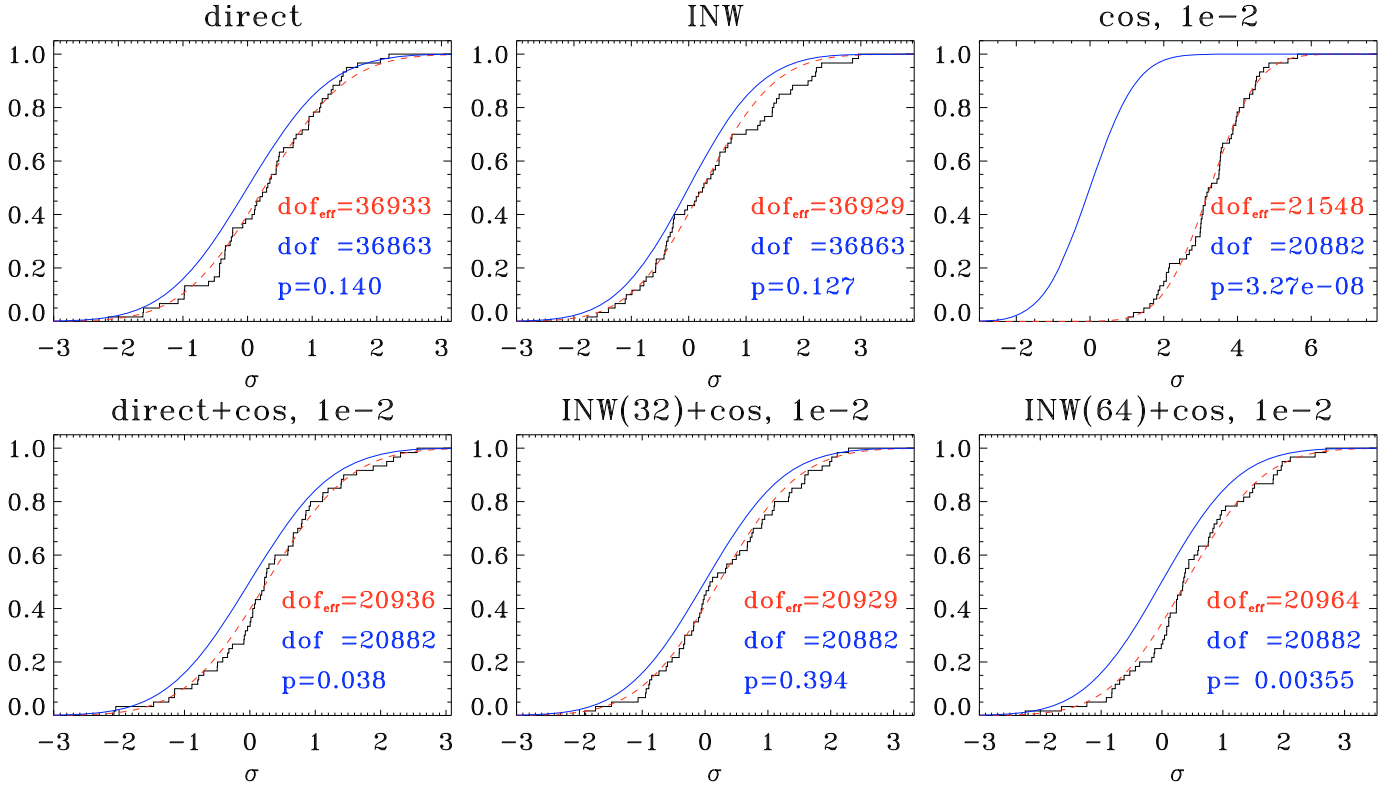 direct
INW
cos, 1e-2
1.0
0.8
0.6
0.4
0.2
0.0
dof_eff=36933
dof =36863
p=0.140
-3 -2 -1 0 1 2 3
σ
1.0
0.8
0.6
0.4
0.2
0.0
dof_eff=36929
dof =36863
p=0.127
-2 -1 0 1 2 3
σ
1.0
0.8
0.6
0.4
0.2
0.0
dof_eff=21548
dof =20882
p=3.27e-08
-2 0 2 4 6
σ
direct+cos, 1e-2
INW(32)+cos, 1e-2
INW(64)+cos, 1e-2
1.0
0.8
0.6
0.4
0.2
0.0
dof_eff=20936
dof =20882
p=0.038
-3 -2 -1 0 1 2 3
σ
1.0
0.8
0.6
0.4
0.2
0.0
dof_eff=20929
dof =20882
p=0.394
-3 -2 -1 0 1 2 3
σ
1.0
0.8
0.6
0.4
0.2
0.0
dof_eff=20964
dof =20882
p= 0.00355
-3 -2 -1 0 1 2 3
σ